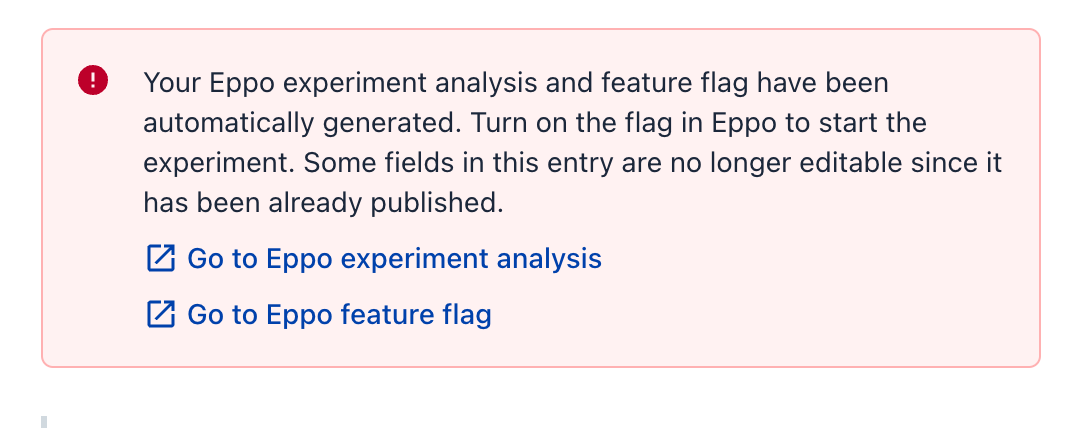 Your Eppo experiment analysis and feature flag have been
automatically generated. Turn on the flag in Eppo to start the
experiment. Some fields in this entry are no longer editable since it
has been already published.
Go to Eppo experiment analysis
Go to Eppo feature flag